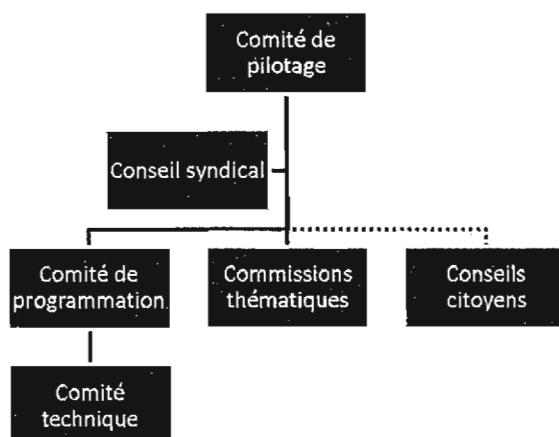 Comité de
pilotage
Conseil syndical
Comité de
programmation
Commissions
thématiques
Conseils
citoyens
Comité
technique